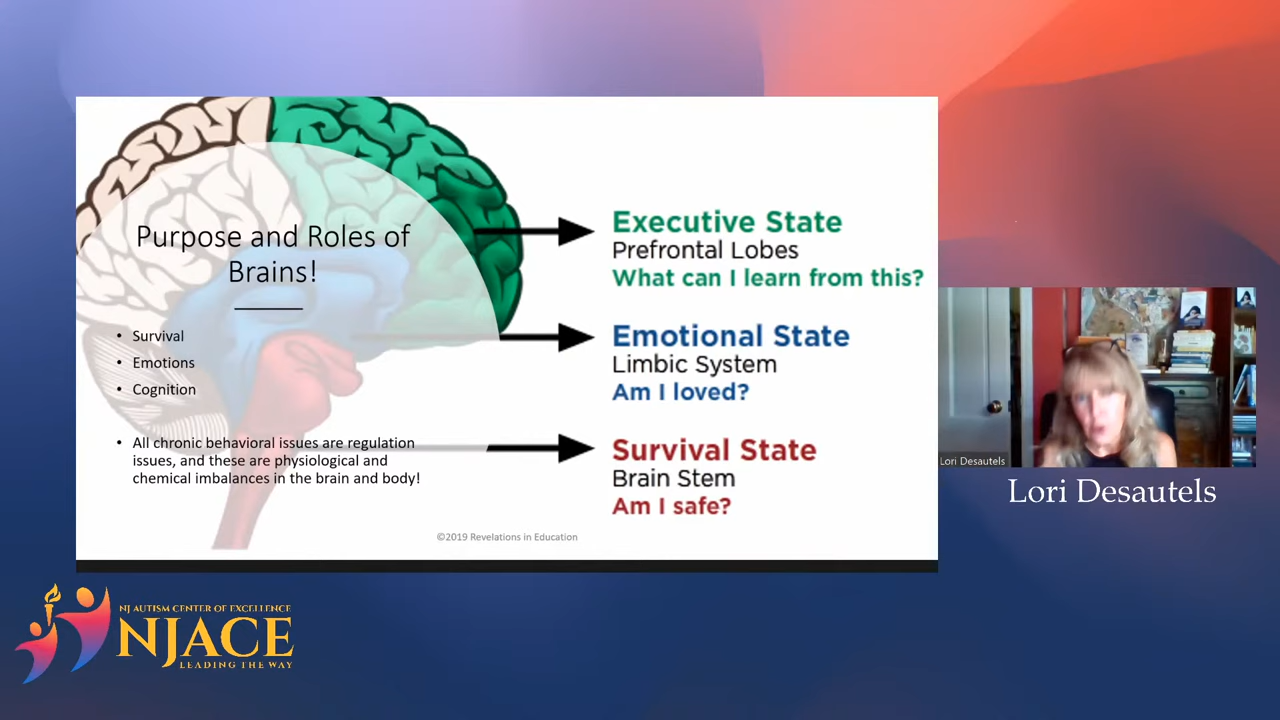 Purpose and Roles of
Brains!
• Survival
• Emotions
• Cognition
• All chronic behavioral issues are regulation
issues, and these are physiological and
chemical imbalances in the brain and body!
Executive State
Prefrontal Lobes
What can I learn from this?
Emotional State
Limbic System
Am I loved?
Survival State
Brain Stem
Am I safe?
©2019 Revelations in Education
Lori Desautels
Lori Desautels
NJ AUTISM CENTER OF EXCELLENCE
NJACE
LEADING THE WAY